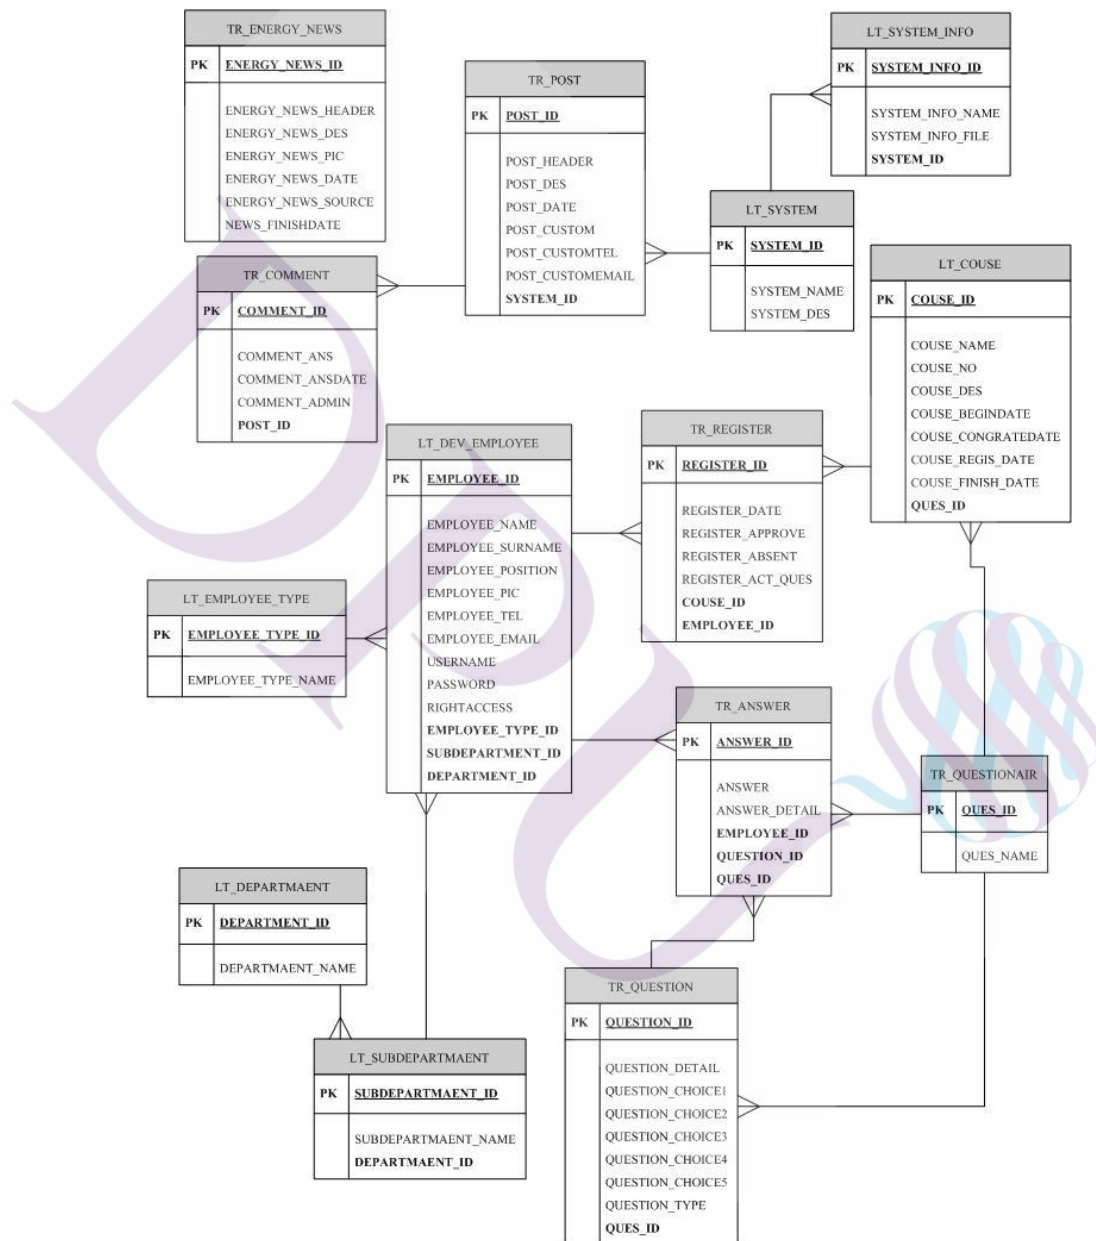 TR_ENERGY_NEWS
PK ENERGY_NEWS_ID
ENERGY_NEWS_HEADER
ENERGY_NEWS_DES
ENERGY_NEWS_PIC
ENERGY_NEWS_DATE
ENERGY_NEWS_SOURCE
NEWS_FINISHDATE
TR_POST
PK POST_ID
POST_HEADER
POST_DES
POST_DATE
POST_CUSTOM
POST_CUSTOMTEL
POST_CUSTOMEMAIL
SYSTEM_ID
LT_SYSTEM_INFO
PK SYSTEM_INFO_ID
SYSTEM_INFO_NAME
SYSTEM_INFO_FILE
SYSTEM_ID
LT_SYSTEM
PK SYSTEM_ID
SYSTEM_NAME
SYSTEM_DES
TR_COMMENT
PK COMMENT_ID
COMMENT_ANS
COMMENT_ANSDATE
COMMENT_ADMIN
POST_ID
LT_COUSE
PK COUSE_ID
COUSE_NAME
COUSE_NO
COUSE_DES
COUSE_BEGINDATE
COUSE_CONGRATEDATE
COUSE_REGIS_DATE
COUSE_FINISH_DATE
QUES_ID
LT_DEV_EMPLOYEE
PK EMPLOYEE_ID
EMPLOYEE_NAME
EMPLOYEE_SURNAME
EMPLOYEE_POSITION
EMPLOYEE_PIC
EMPLOYEE_TEL
EMPLOYEE_EMAIL
USERNAME
PASSWORD
RIGHTACCESS
EMPLOYEE_TYPE_ID
SUBDEPARTMENT_ID
DEPARTMENT_ID
TR_REGISTER
PK REGISTER_ID
REGISTER_DATE
REGISTER_APPROVE
REGISTER_ABSENT
REGISTER_ACT_QUES
COUSE_ID
EMPLOYEE_ID
LT_EMPLOYEE_TYPE
PK EMPLOYEE_TYPE_ID
EMPLOYEE_TYPE_NAME
TR_ANSWER
PK ANSWER_ID
ANSWER
ANSWER_DETAIL
EMPLOYEE_ID
QUESTION_ID
QUES_ID
TR_QUESTIONAIR
PK QUES_ID
QUES_NAME
LT_DEPARTMAENT
PK DEPARTMENT_ID
DEPARTMAENT_NAME
LT_SUBDEPARTMAENT
PK SUBDEPARTMAENT_ID
SUBDEPARTMAENT_NAME
DEPARTMAENT_ID
TR_QUESTION
PK QUESTION_ID
QUESTION_DETAIL
QUESTION_CHOICE1
QUESTION_CHOICE2
QUESTION_CHOICE3
QUESTION_CHOICE4
QUESTION_CHOICE5
QUESTION_TYPE
QUES_ID
DPU